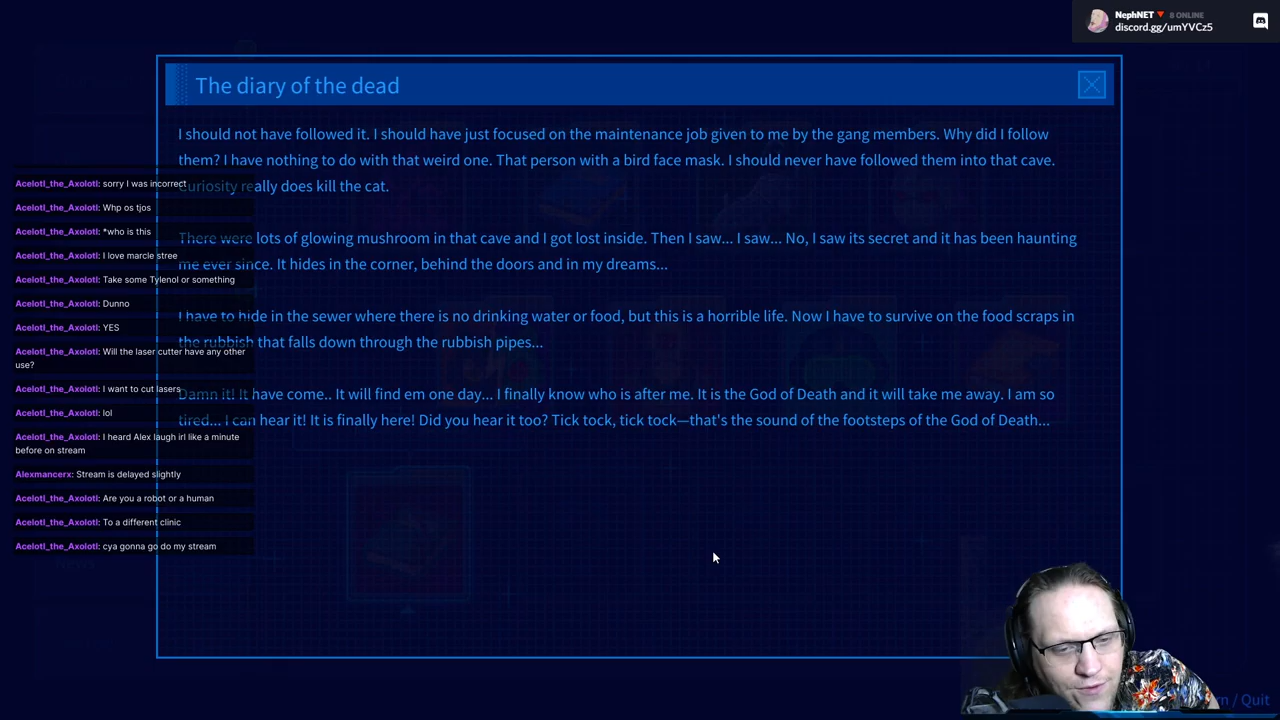 NephNET 8 ONLINE
discord.gg/umYVCz5
The diary of the dead
I should not have followed it. I should have just focused on the maintenance job given to me by the gang members. Why did I follow
them? I have nothing to do with that weird one. That person with a bird face mask. I should never have followed them into that cave.
Curiosity really does kill the cat.
There were lots of glowing mushroom in that cave and I got lost inside. Then I saw... I saw... No, I saw its secret and it has been haunting
me ever since. It hides in the corner, behind the doors and in my dreams...
I have to hide in the sewer where there is no drinking water or food, but this is a horrible life. Now I have to survive on the food scraps in
the rubbish that falls down through the rubbish pipes...
Damn it! It have come.. It will find em one day... I finally know who is after me. It is the God of Death and it will take me away. I am so
tired... I can hear it! It is finally here! Did you hear it too? Tick tock, tick tock—that's the sound of the footsteps of the God of Death...
Acelotl_the_Axolotl: sorry I was incorrect
Acelotl_the_Axolotl: Whp os tjos
Acelotl_the_Axolotl: *who is this
Acelotl_the_Axolotl: I love marcle stree
Acelotl_the_Axolotl: Take some Tylenol or something
Acelotl_the_Axolotl: Dunno
Acelotl_the_Axolotl: YES
Acelotl_the_Axolotl: Will the laser cutter have any other
use?
Acelotl_the_Axolotl: I want to cut lasers
Acelotl_the_Axolotl: lol
Acelotl_the_Axolotl: I heard Alex laugh irl like a minute
before on stream
Alexmancerx: Stream is delayed slightly
Acelotl_the_Axolotl: Are you a robot or a human
Acelotl_the_Axolotl: To a different clinic
Acelotl_the_Axolotl: cya gonna go do my stream
/ Quit